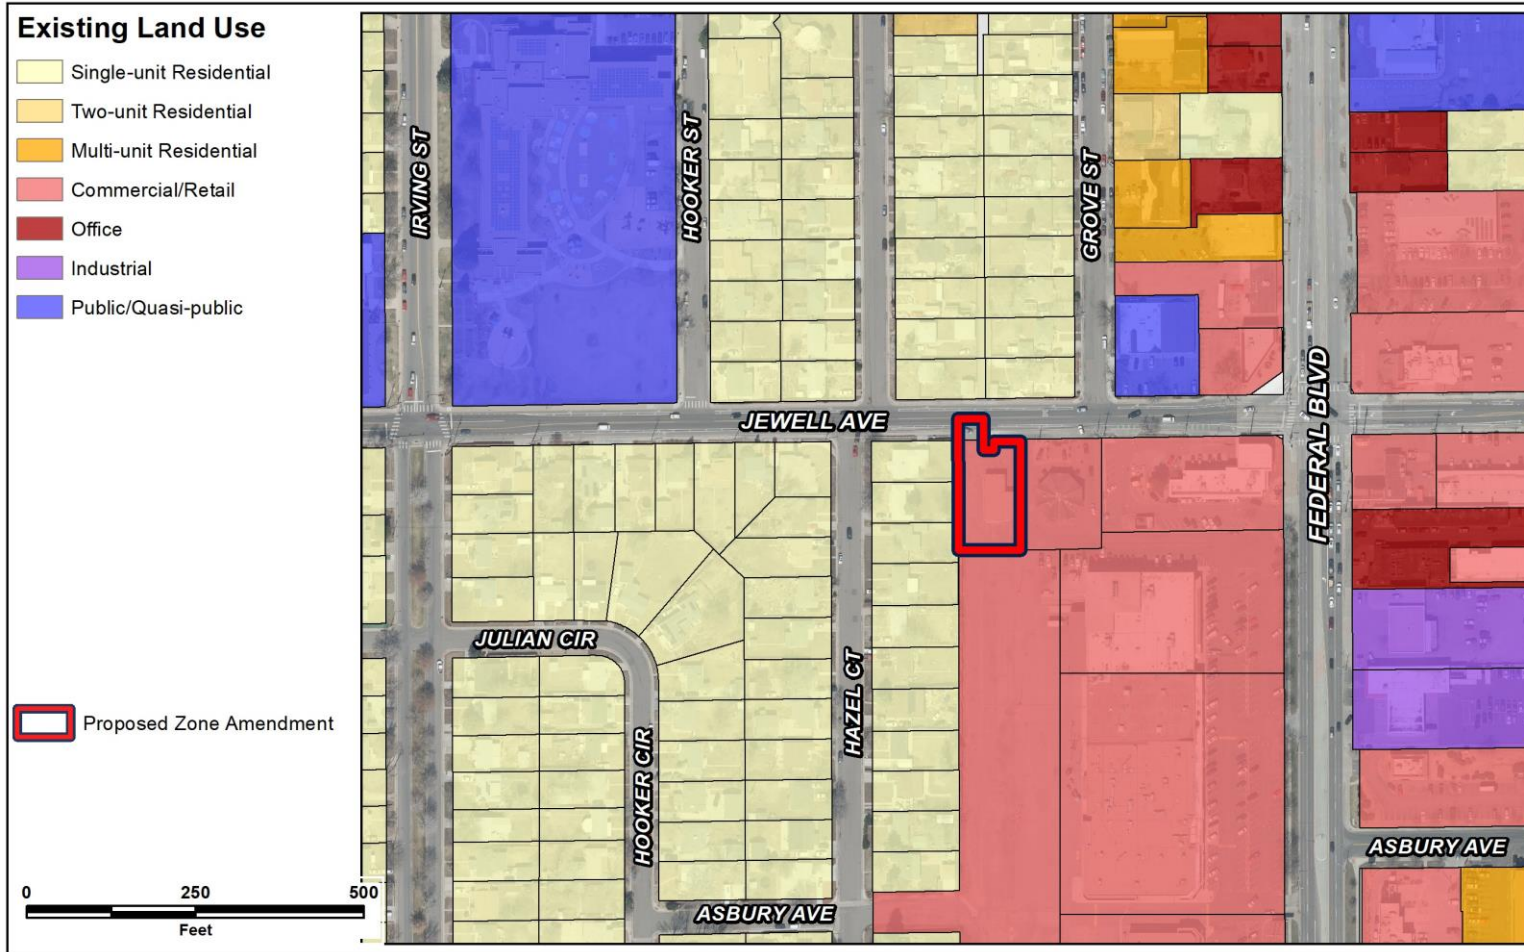 Existing Land Use
Single-unit Residential
Two-unit Residential
Multi-unit Residential
Commercial/Retail
Office
Industrial
Public/Quasi-public
Proposed Zone Amendment
0 250 500
Feet
IRVING ST
HOOKER ST
GROVE ST
JEWELL AVE
FEDERAL BLVD
JULIAN CIR
HOOKER CIR
HAZEL CT
ASBURY AVE
ASBURY AVE